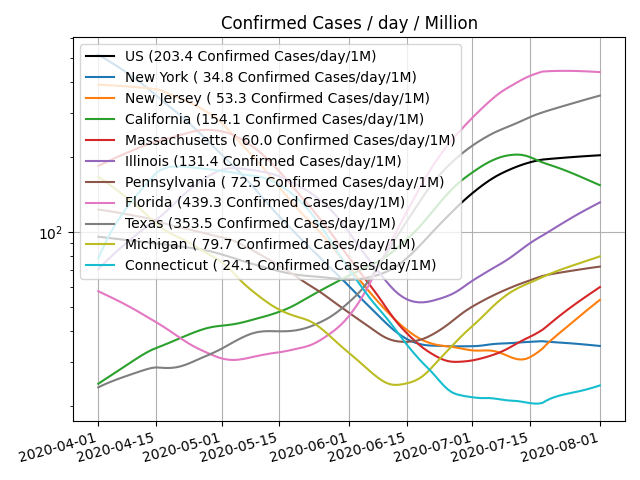 Confirmed Cases / day / Million
US (203.4 Confirmed Cases/day/1M)
New York ( 34.8 Confirmed Cases/day/1M)
New Jersey ( 53.3 Confirmed Cases/day/1M)
California (154.1 Confirmed Cases/day/1M)
Massachusetts ( 60.0 Confirmed Cases/day/1M)
Illinois (131.4 Confirmed Cases/day/1M)
Pennsylvania ( 72.5 Confirmed Cases/day/1M)
Florida (439.3 Confirmed Cases/day/1M)
Texas (353.5 Confirmed Cases/day/1M)
Michigan ( 79.7 Confirmed Cases/day/1M)
Connecticut ( 24.1 Confirmed Cases/day/1M)
10²
2020-04-01
2020-04-15
2020-05-01
2020-05-15
2020-06-01
2020-06-15
2020-07-01
2020-07-15
2020-08-01